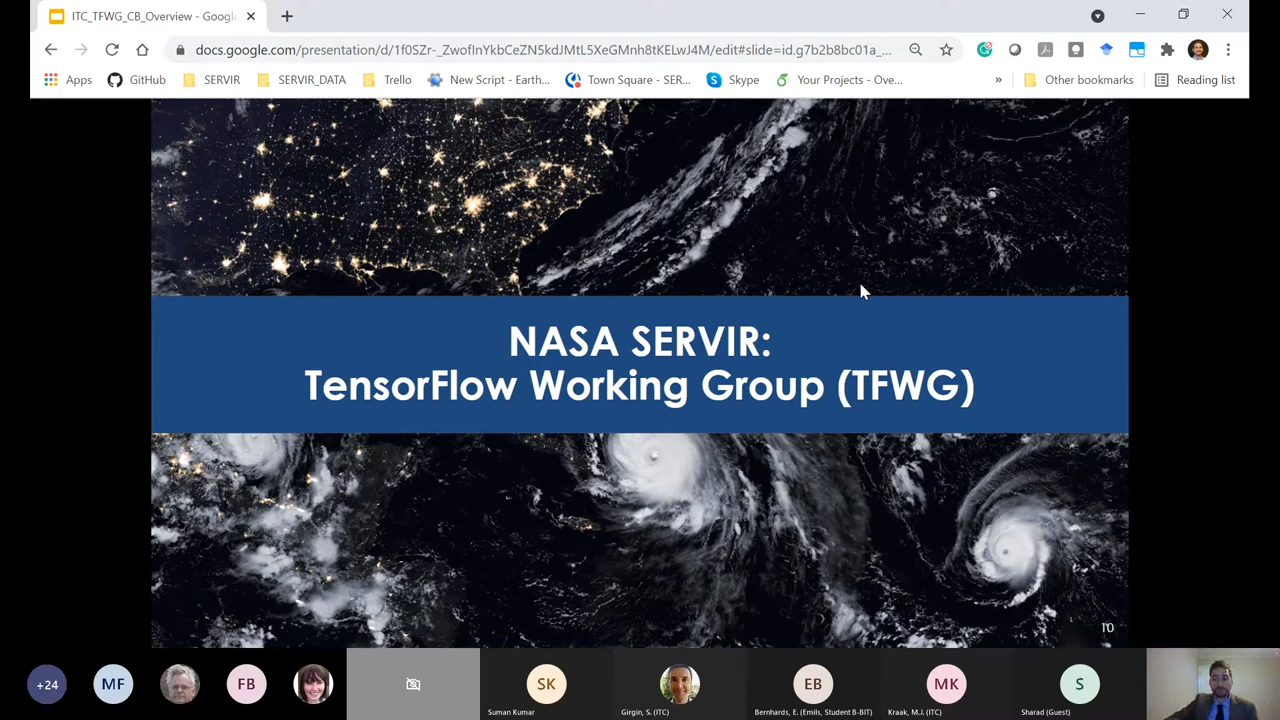 ITC_TFWG_CB_Overview - Google
docs.google.com/presentation/d/1f0SZr-_ZwofInYkbCeZN5kdJMtL5XeGMnh8tKELwJ4M/edit#slide=id.g7b2b8bc01a_...
Apps GitHub SERVIR SERVIR_DATA Trello New Script - Earth... Town Square - SER... Skype Your Projects - Ove... » Other bookmarks Reading list
NASA SERVIR:
TensorFlow Working Group (TFWG)
10
+24 MF FB SK EB MK S
Suman Kumar Girgin, S. (ITC) Bernhards, E. (Emils, Student B-BIT) Kraak, M.J. (ITC) Sharad (Guest)